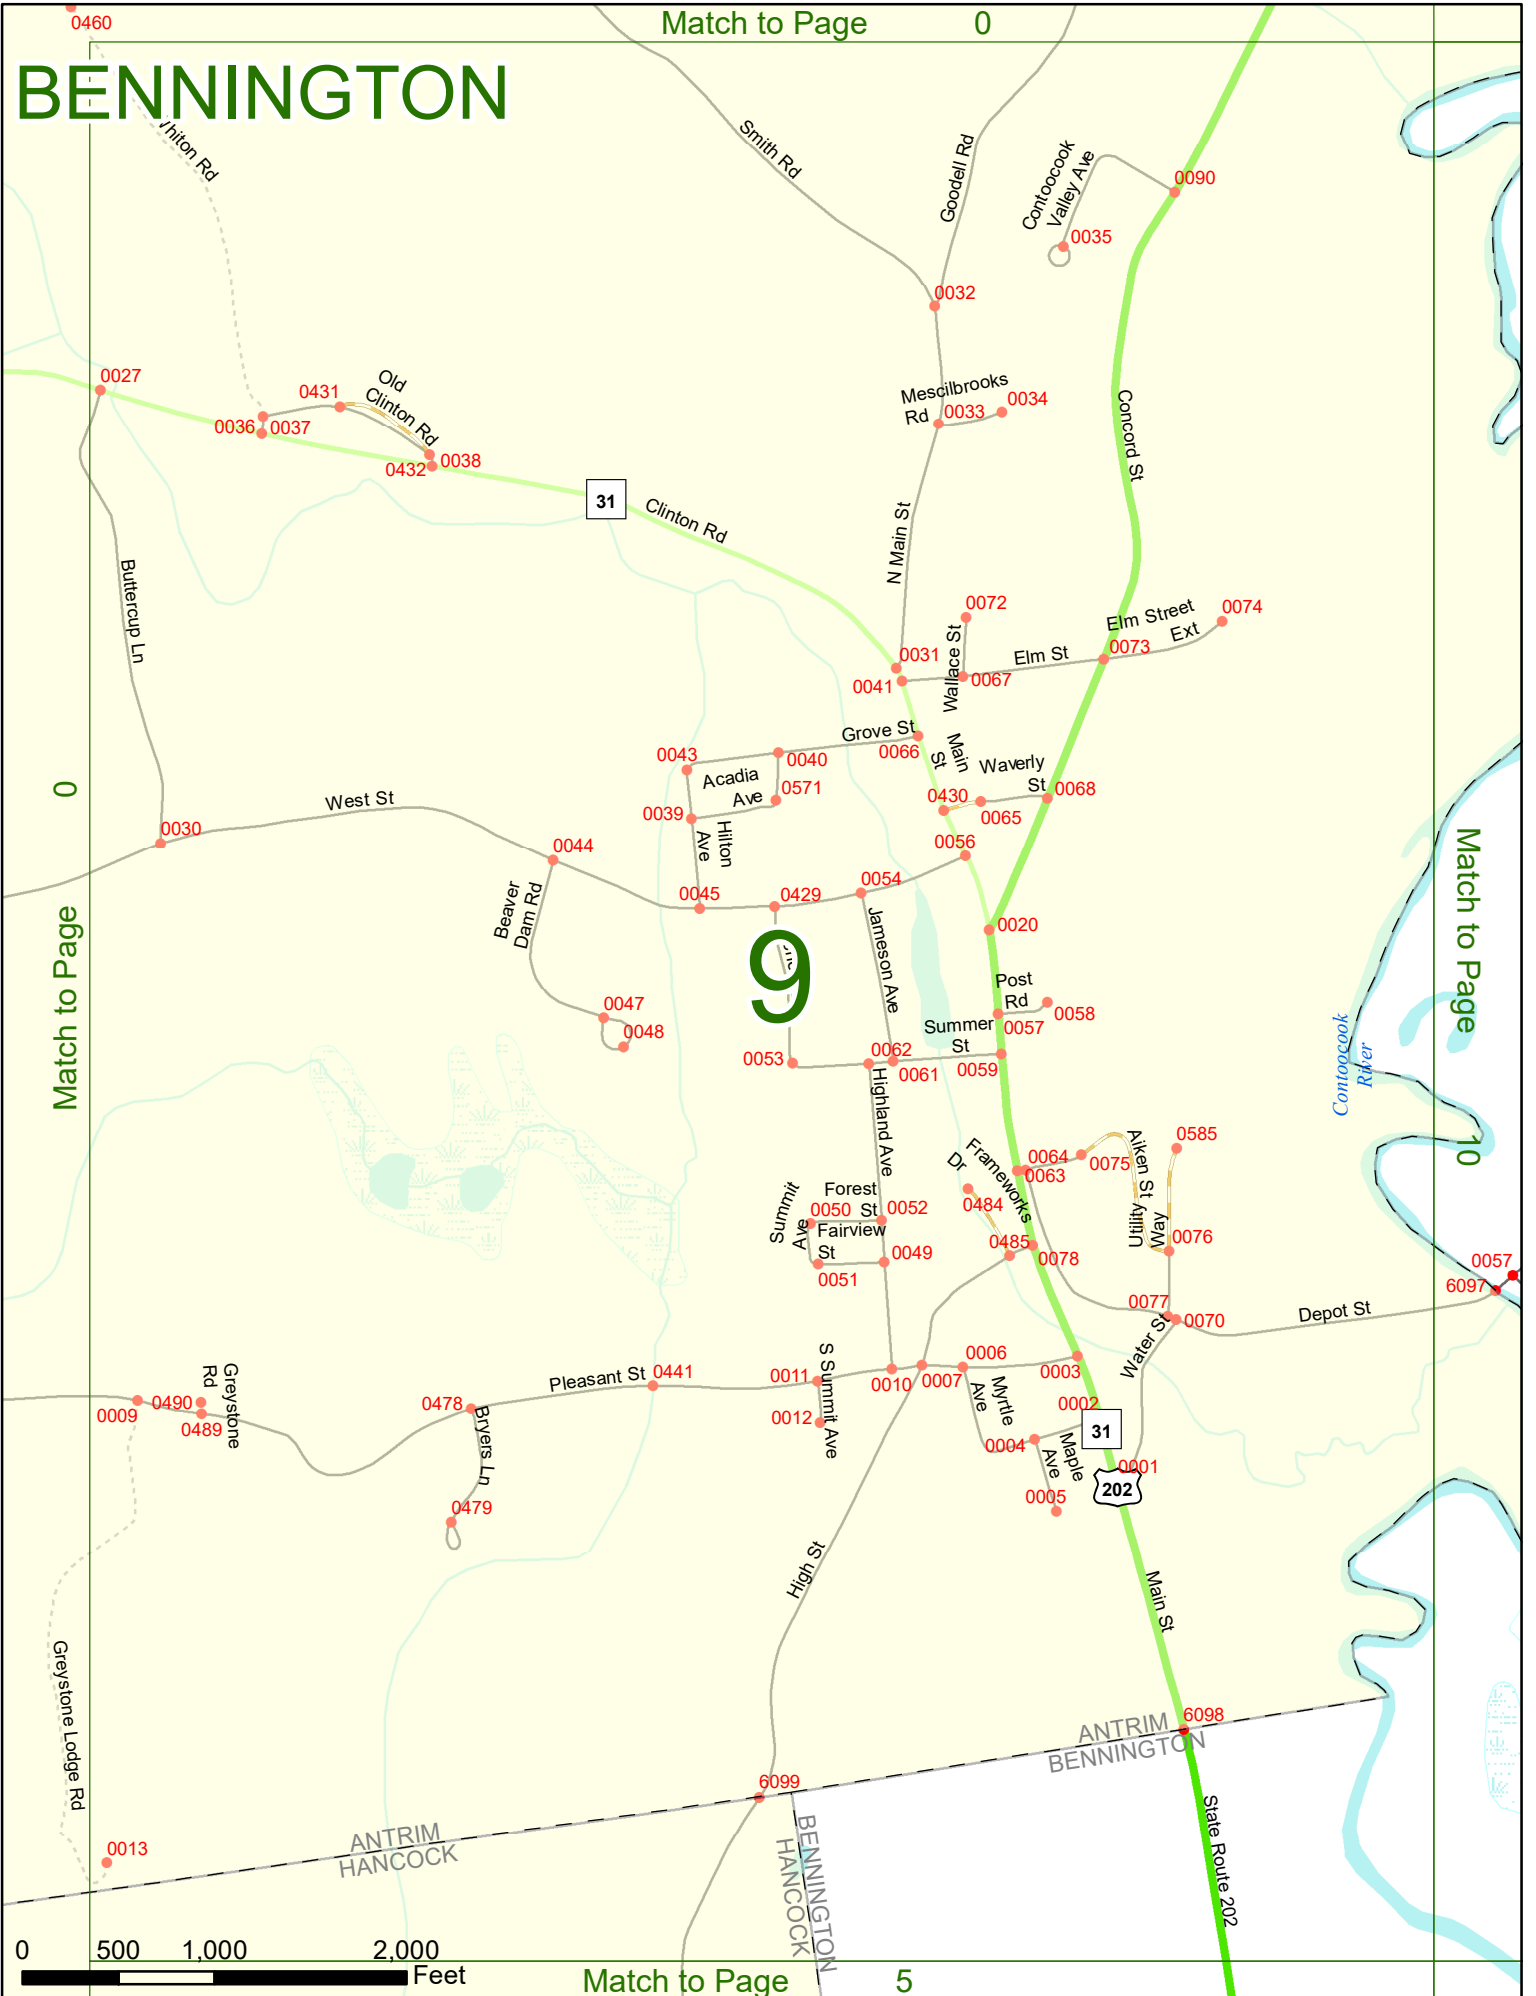 Match to Page 0
0460
BENNINGTON
Whiton Rd
Smith Rd
Goodell Rd
Contoocook
Valley Ave
0090
0035
0032
0027
0431
Old
Clinton Rd
Mescilbrooks
Rd
0033
0034
0036
0037
0432
0038
Concord St
31
Clinton Rd
N Main St
Buttercup Ln
0072
Elm Street
Ext
0074
0031
Wallace St
Elm St
0073
0041
0067
Grove St
0066
Main
St
0043
0040
Acadia
Ave
0571
Waverly
St
0068
0430
0065
0039
Hilton
Ave
0
Match to Page
West St
0030
0044
0056
Match to Page
10
Beaver
Dam Rd
0045
0429
0054
Jameson Ave
0020
9
Post
Rd
0058
0057
Summer
St
0059
0047
0048
0053
0062
0061
Contoocook
River
Highland Ave
Frameworks
Dr
0064
0063
0075
Aiken St
0585
Utility
Way
0484
Summit
Ave
Forest
St
0050
0052
Fairview
St
0051
0049
0485
0078
0076
0057
6097
0077
0070
Depot St
Water St
Greystone
Rd
0009
0490
0489
0478
Pleasant St
0441
0011
S Summit Ave
0012
0010
0007
0006
0003
Myrtle
Ave
0002
31
0004
Maple
Ave
0001
202
0005
Bryers Ln
0479
High St
Main St
Greystone Lodge Rd
6098
ANTRIM
BENNINGTON
6099
State Route 202
0013
ANTRIM
HANCOCK
BENNINGTON
HANCOCK
0 500 1,000 2,000
Feet
Match to Page 5